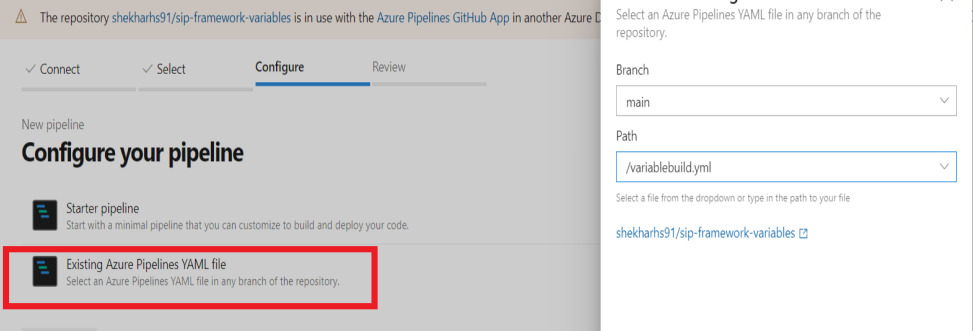 The repository shekharhs91/sip-framework-variables is in use with the Azure Pipelines GitHub App in another Azure
Connect
Select
Configure
Review
New pipeline
Configure your pipeline
Starter pipeline
Start with a minimal pipeline that you can customize to build and deploy your code.
Existing Azure Pipelines YAML file
Select an Azure Pipelines YAML file in any branch of the repository.
Select an Azure Pipelines YAML file in any branch of the
repository.
Branch
main
Path
/variablebuild.yml
Select a file from the dropdown or type in the path to your file
shekharhs91/sip-framework-variables